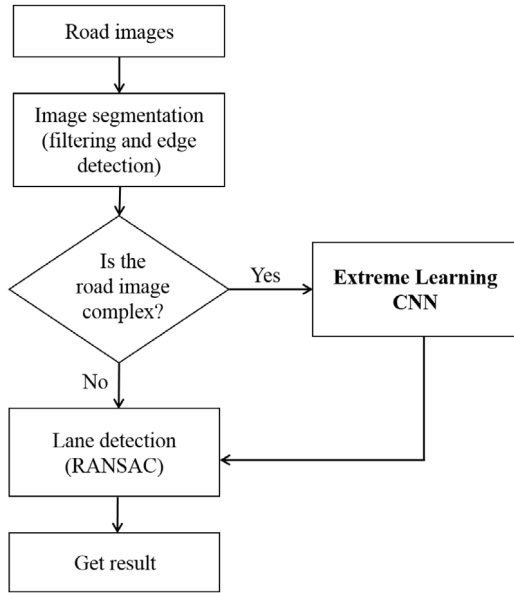 Road images
Image segmentation
(filtering and edge
detection)
Is the
road image
complex?
Yes
Extreme Learning
CNN
No
Lane detection
(RANSAC)
Get result